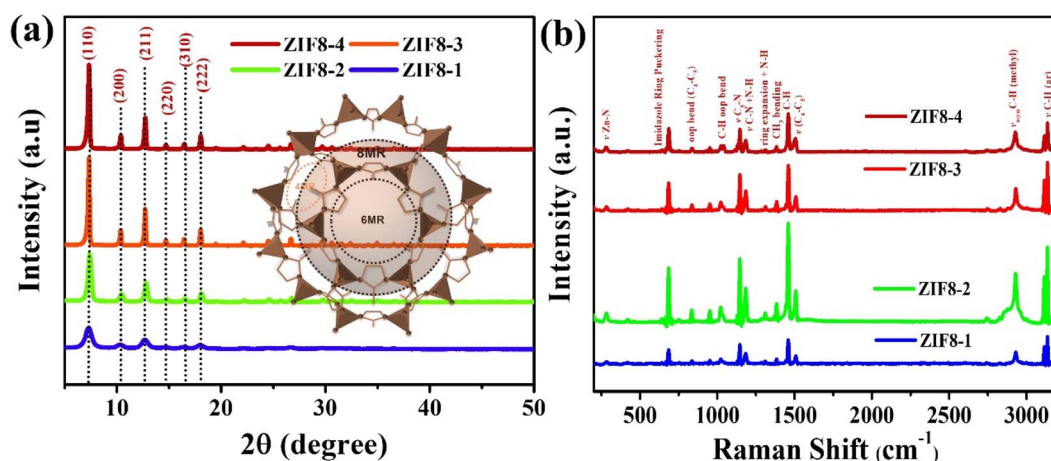 (a)
ZIF8-4
ZIF8-3
ZIF8-2
ZIF8-1
(110)
(200)
(211)
(220)
(310)
(222)
8MR
6MR
Intensity (a.u)
10
20
30
40
50
2θ (degree)
(b)
ν Zn-N
Imidazole Ring Puckering
oop bend (C₄-C₅)
C-H oop bend
ν C₅-N
ν C-N +N-H
ring expansion + N-H
CH₃ bending
C-H
ν (C₄-C₅)
C-H (methyl)
ν C-H (ar)
ZIF8-4
ZIF8-3
ZIF8-2
ZIF8-1
Intensity (a.u.)
500
1000
1500
2000
2500
3000
Raman Shift (cm⁻¹)